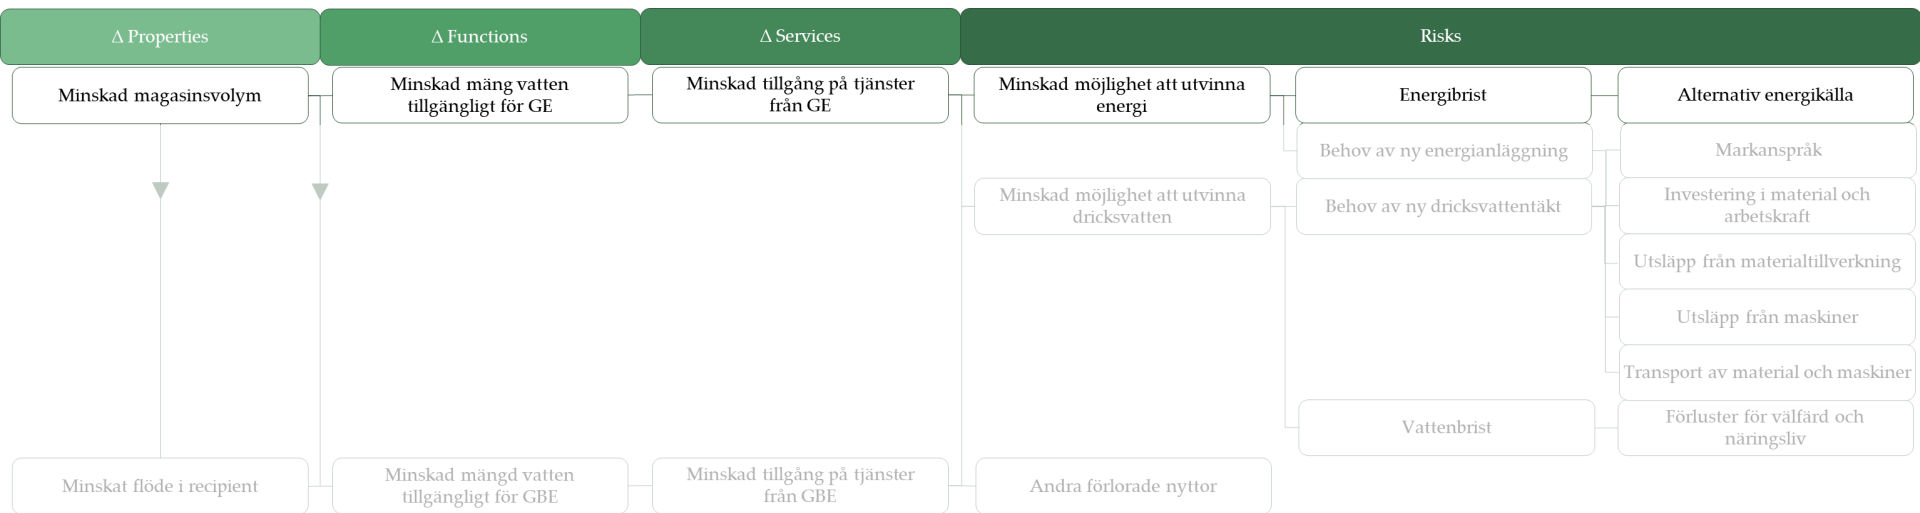 Δ Properties
Δ Functions
Δ Services
Risks
Minskad magasinsvolym
Minskad mäng vatten
tillgängligt för GE
Minskad tillgång på tjänster
från GE
Minskad möjlighet att utvinna
energi
Energibrist
Alternativ energikälla
Behov av ny energianläggning
Markanspråk
Minskad möjlighet att utvinna
dricksvatten
Behov av ny dricksvattentäkt
Investering i material och
arbetskraft
Utsläpp från materialtillverkning
Utsläpp från maskiner
Transport av material och maskiner
Vattenbrist
Förluster för välfärd och
näringsliv
Minskat flöde i recipient
Minskad mängd vatten
tillgängligt för GBE
Minskad tillgång på tjänster
från GBE
Andra förlorade nyttor